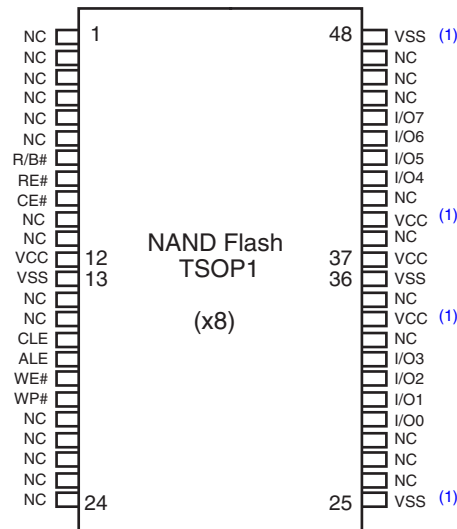 NC 1 48 VSS (1)
NC NC
NC NC
NC NC
NC I/O7
NC I/O6
R/B# I/O5
RE# I/O4
CE# NC
NC VCC (1)
NC NC
VCC 12 NAND Flash 37 VCC
VSS 13 TSOP1 36 VSS
NC NC
NC (x8) VCC (1)
CLE NC
ALE I/O3
WE# I/O2
WP# I/O1
NC I/O0
NC NC
NC NC
NC NC
NC 24 25 VSS (1)